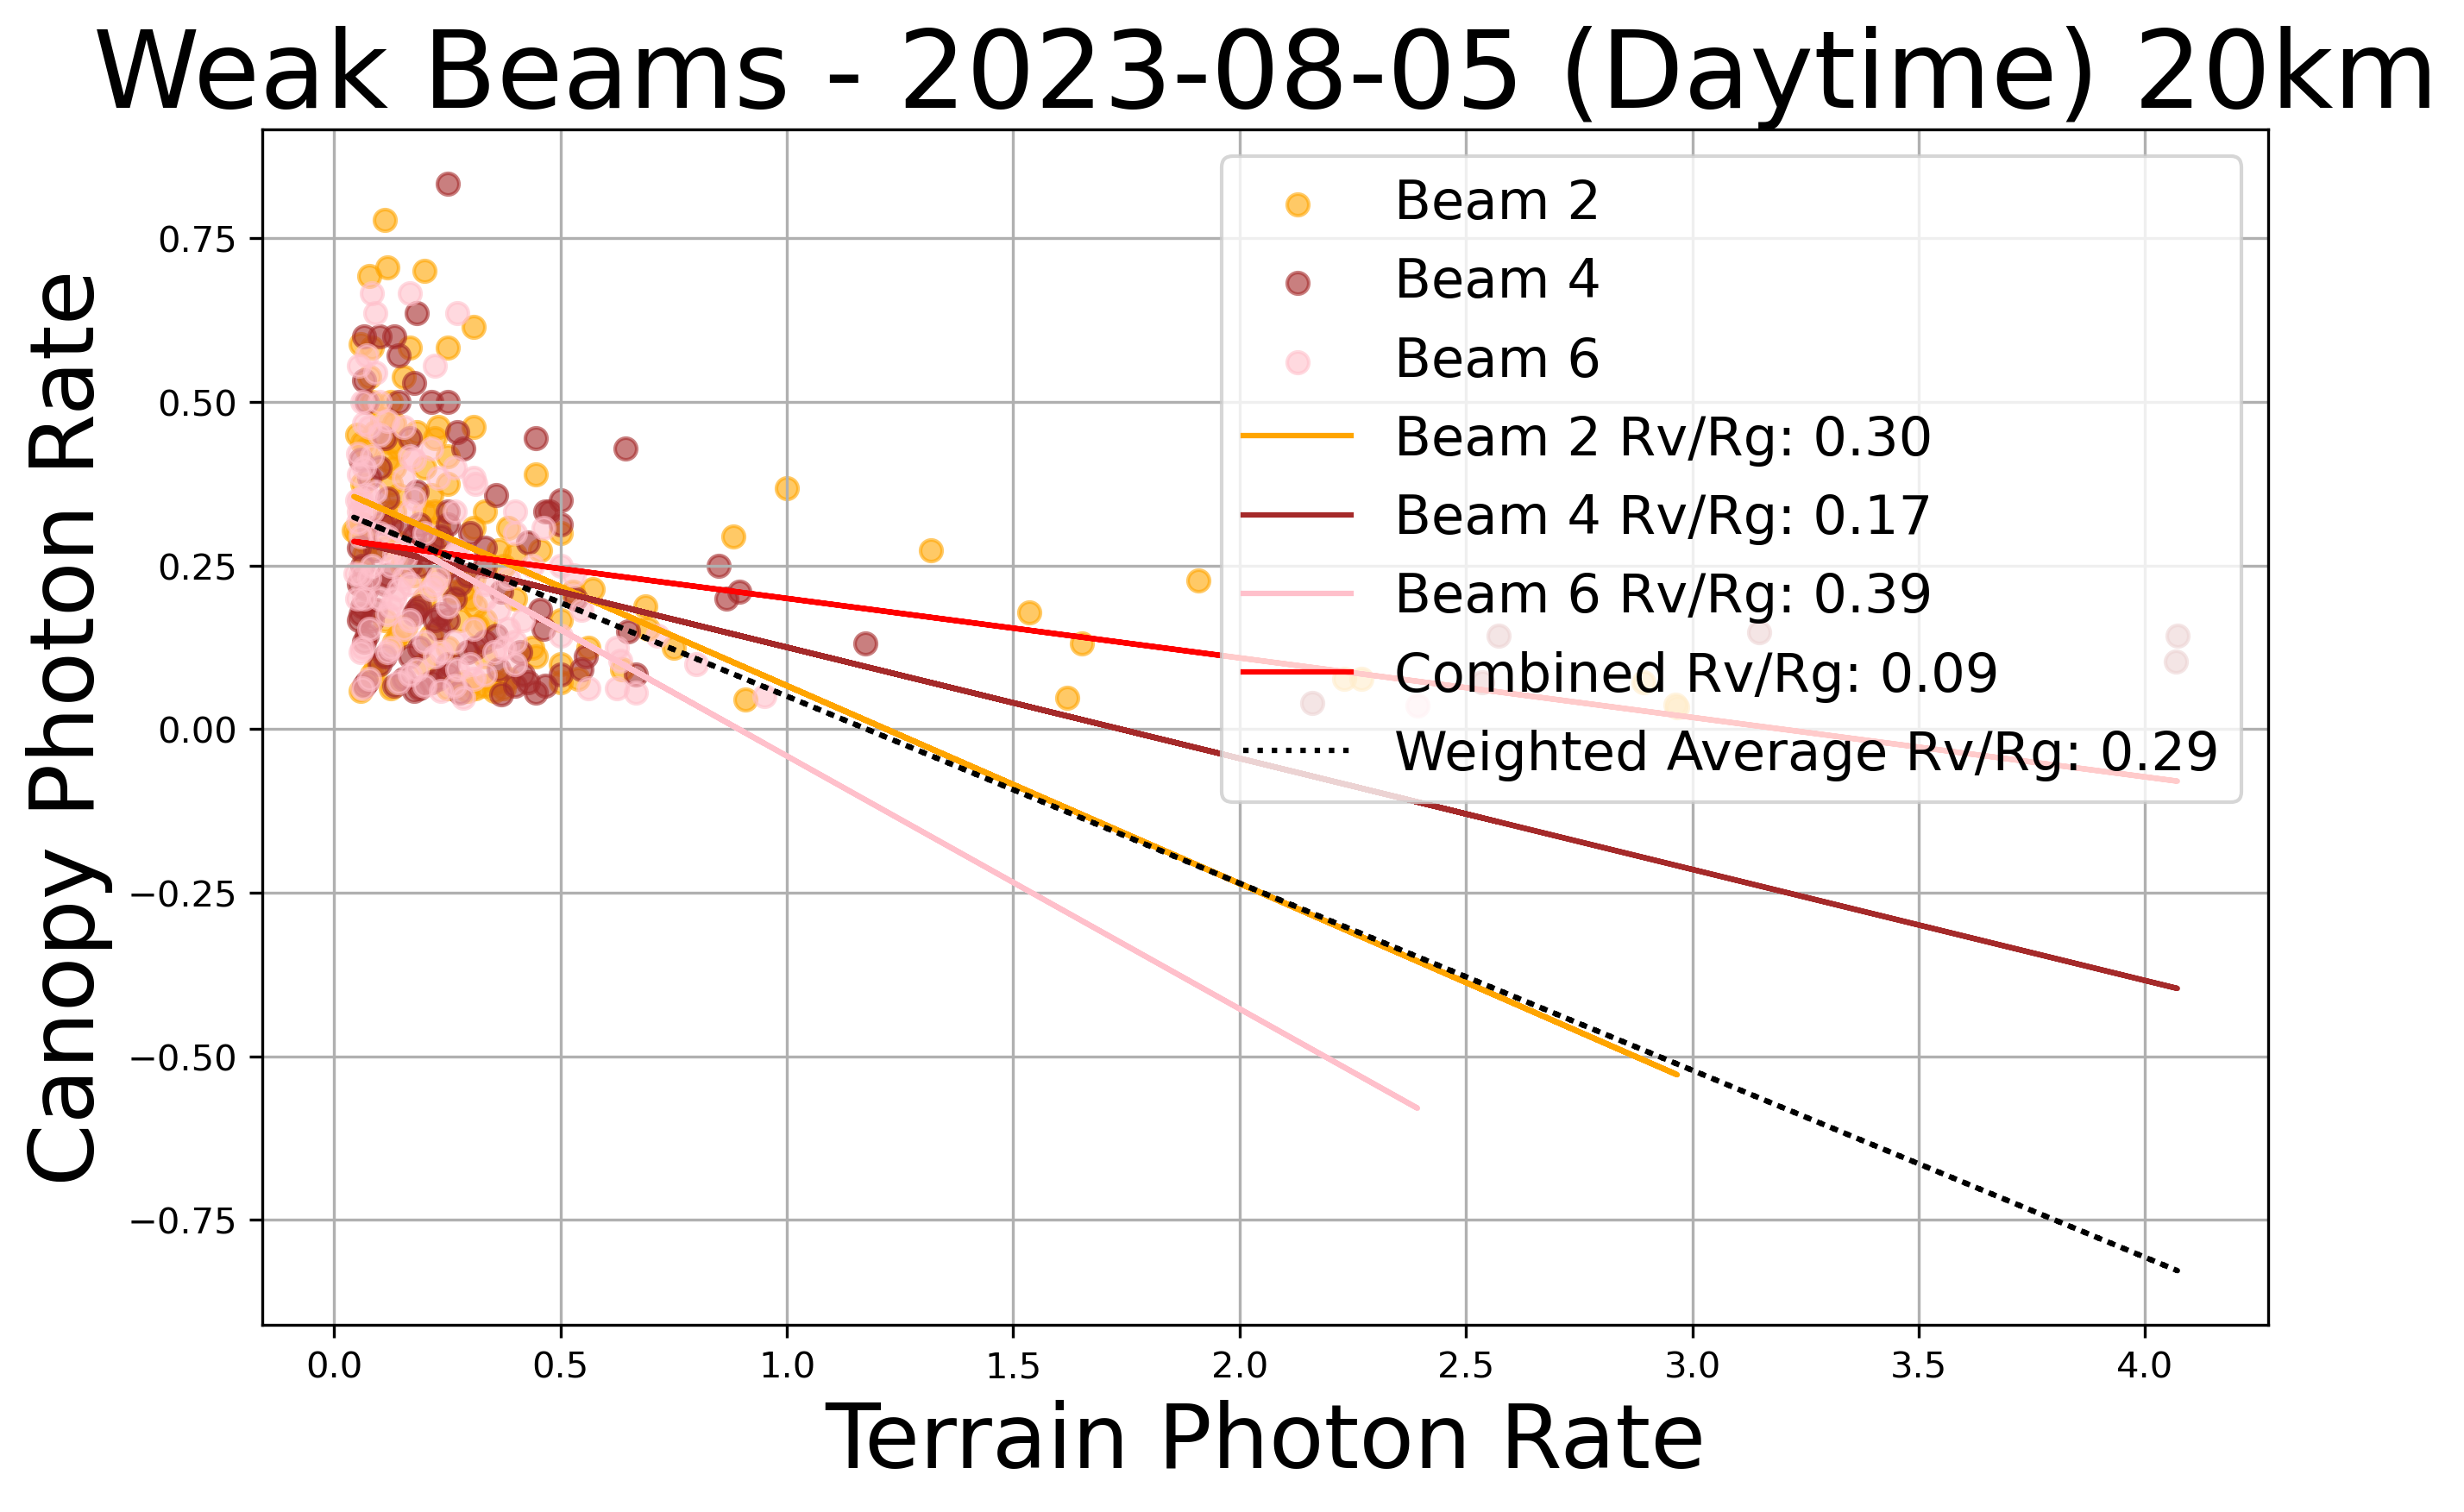 Weak Beams - 2023-08-05 (Daytime) 20km
Canopy Photon Rate
0.75
0.50
0.25
0.00
−0.25
−0.50
−0.75
Beam 2
Beam 4
Beam 6
Beam 2 Rv/Rg: 0.30
Beam 4 Rv/Rg: 0.17
Beam 6 Rv/Rg: 0.39
Combined Rv/Rg: 0.09
Weighted Average Rv/Rg: 0.29
0.0 0.5 1.0 1.5 2.0 2.5 3.0 3.5 4.0
Terrain Photon Rate